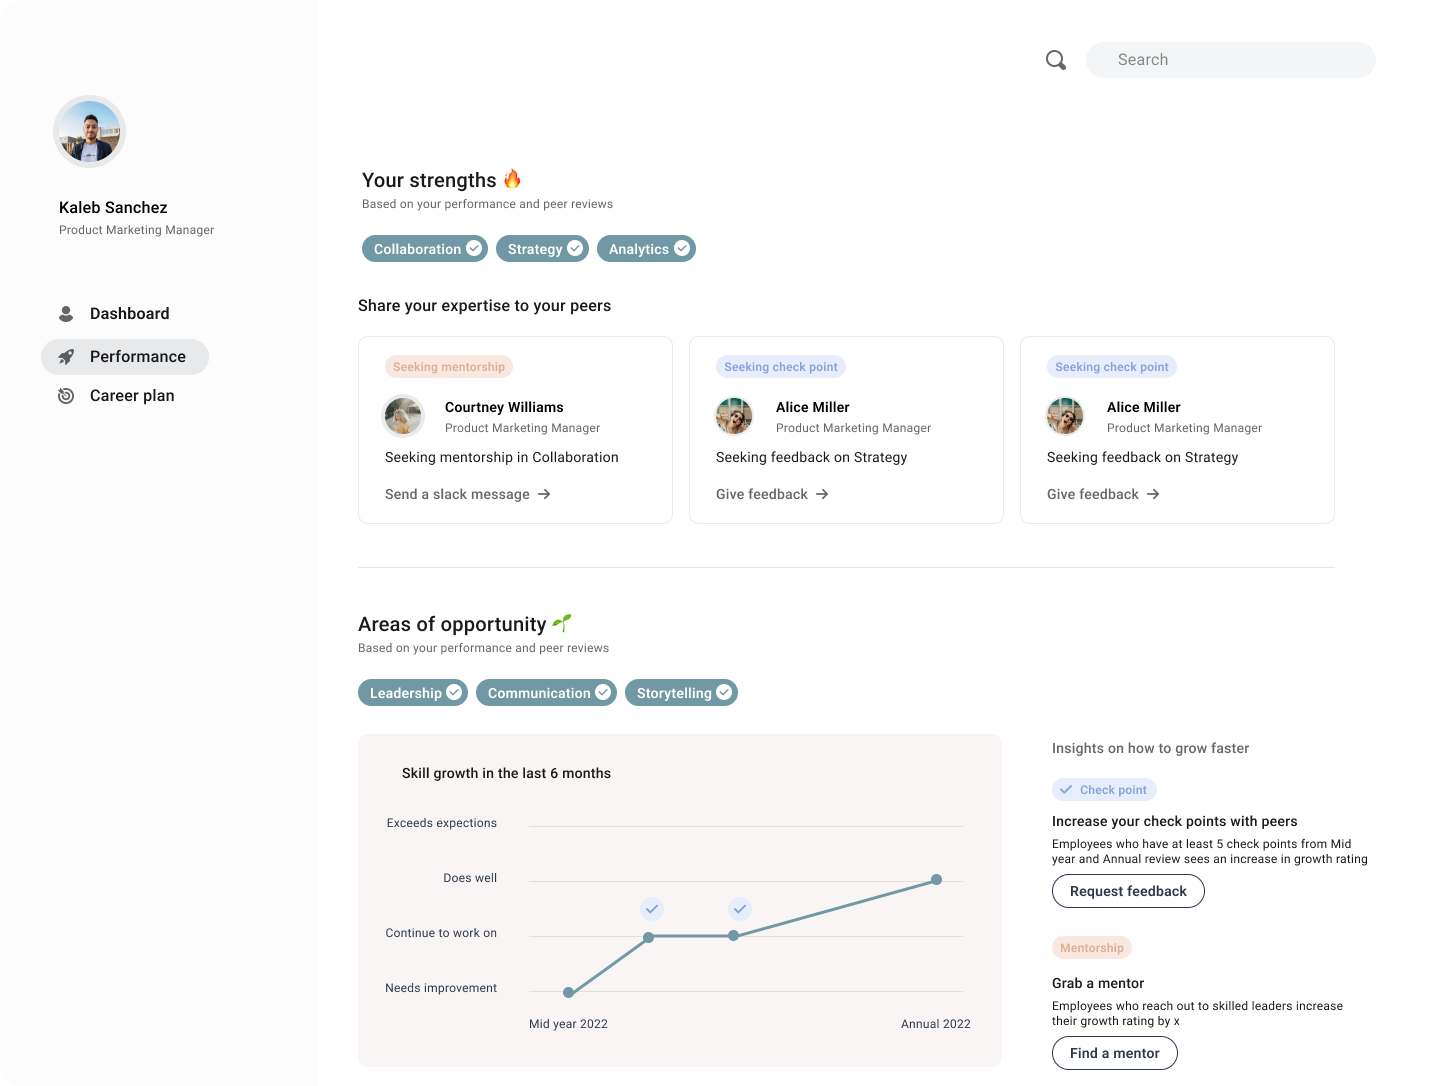 Search
Kaleb Sanchez
Product Marketing Manager
Dashboard
Performance
Career plan
Your strengths
Based on your performance and peer reviews
Collaboration
Strategy
Analytics
Share your expertise to your peers
Seeking mentorship
Courtney Williams
Product Marketing Manager
Seeking mentorship in Collaboration
Send a slack message
Seeking check point
Alice Miller
Product Marketing Manager
Seeking feedback on Strategy
Give feedback
Seeking check point
Alice Miller
Product Marketing Manager
Seeking feedback on Strategy
Give feedback
Areas of opportunity
Based on your performance and peer reviews
Leadership
Communication
Storytelling
Skill growth in the last 6 months
Exceeds expections
Does well
Continue to work on
Needs improvement
Mid year 2022
Annual 2022
Insights on how to grow faster
Check point
Increase your check points with peers
Employees who have at least 5 check points from Mid
year and Annual review sees an increase in growth rating
Request feedback
Mentorship
Grab a mentor
Employees who reach out to skilled leaders increase
their growth rating by x
Find a mentor